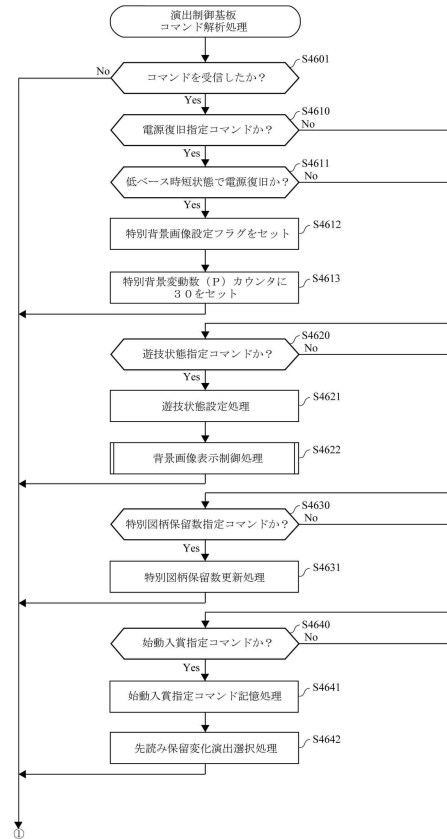 演出制御基板
コマンド解析処理
S4601
No
コマンドを受信したか？
Yes
S4610
電源復旧指定コマンドか？
No
Yes
S4611
低ベース時短状態で電源復旧か？
No
Yes
S4612
特別背景画像設定フラグをセット
S4613
特別背景変動数（Ｐ）カウンタに
３０をセット
S4620
遊技状態指定コマンドか？
No
Yes
S4621
遊技状態設定処理
S4622
背景画像表示制御処理
S4630
特別図柄保留数指定コマンドか？
No
Yes
S4631
特別図柄保留数更新処理
S4640
始動入賞指定コマンドか？
No
Yes
S4641
始動入賞指定コマンド記憶処理
S4642
先読み保留変化演出選択処理
①